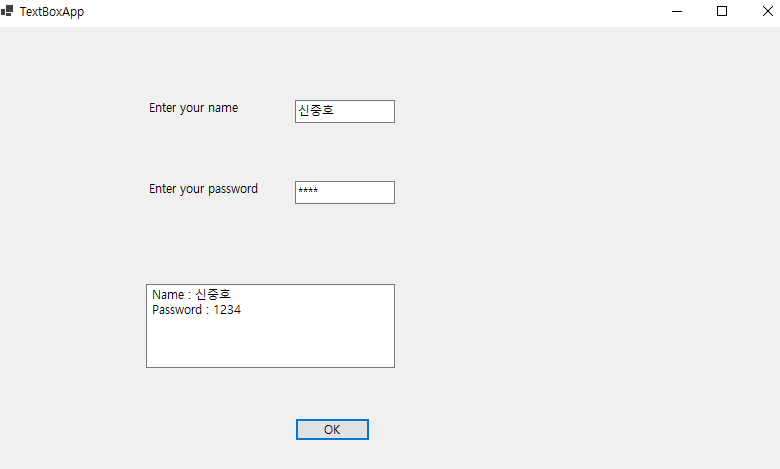 TextBoxApp
Enter your name 신중호
Enter your password ****
Name : 신중호
Password : 1234
OK